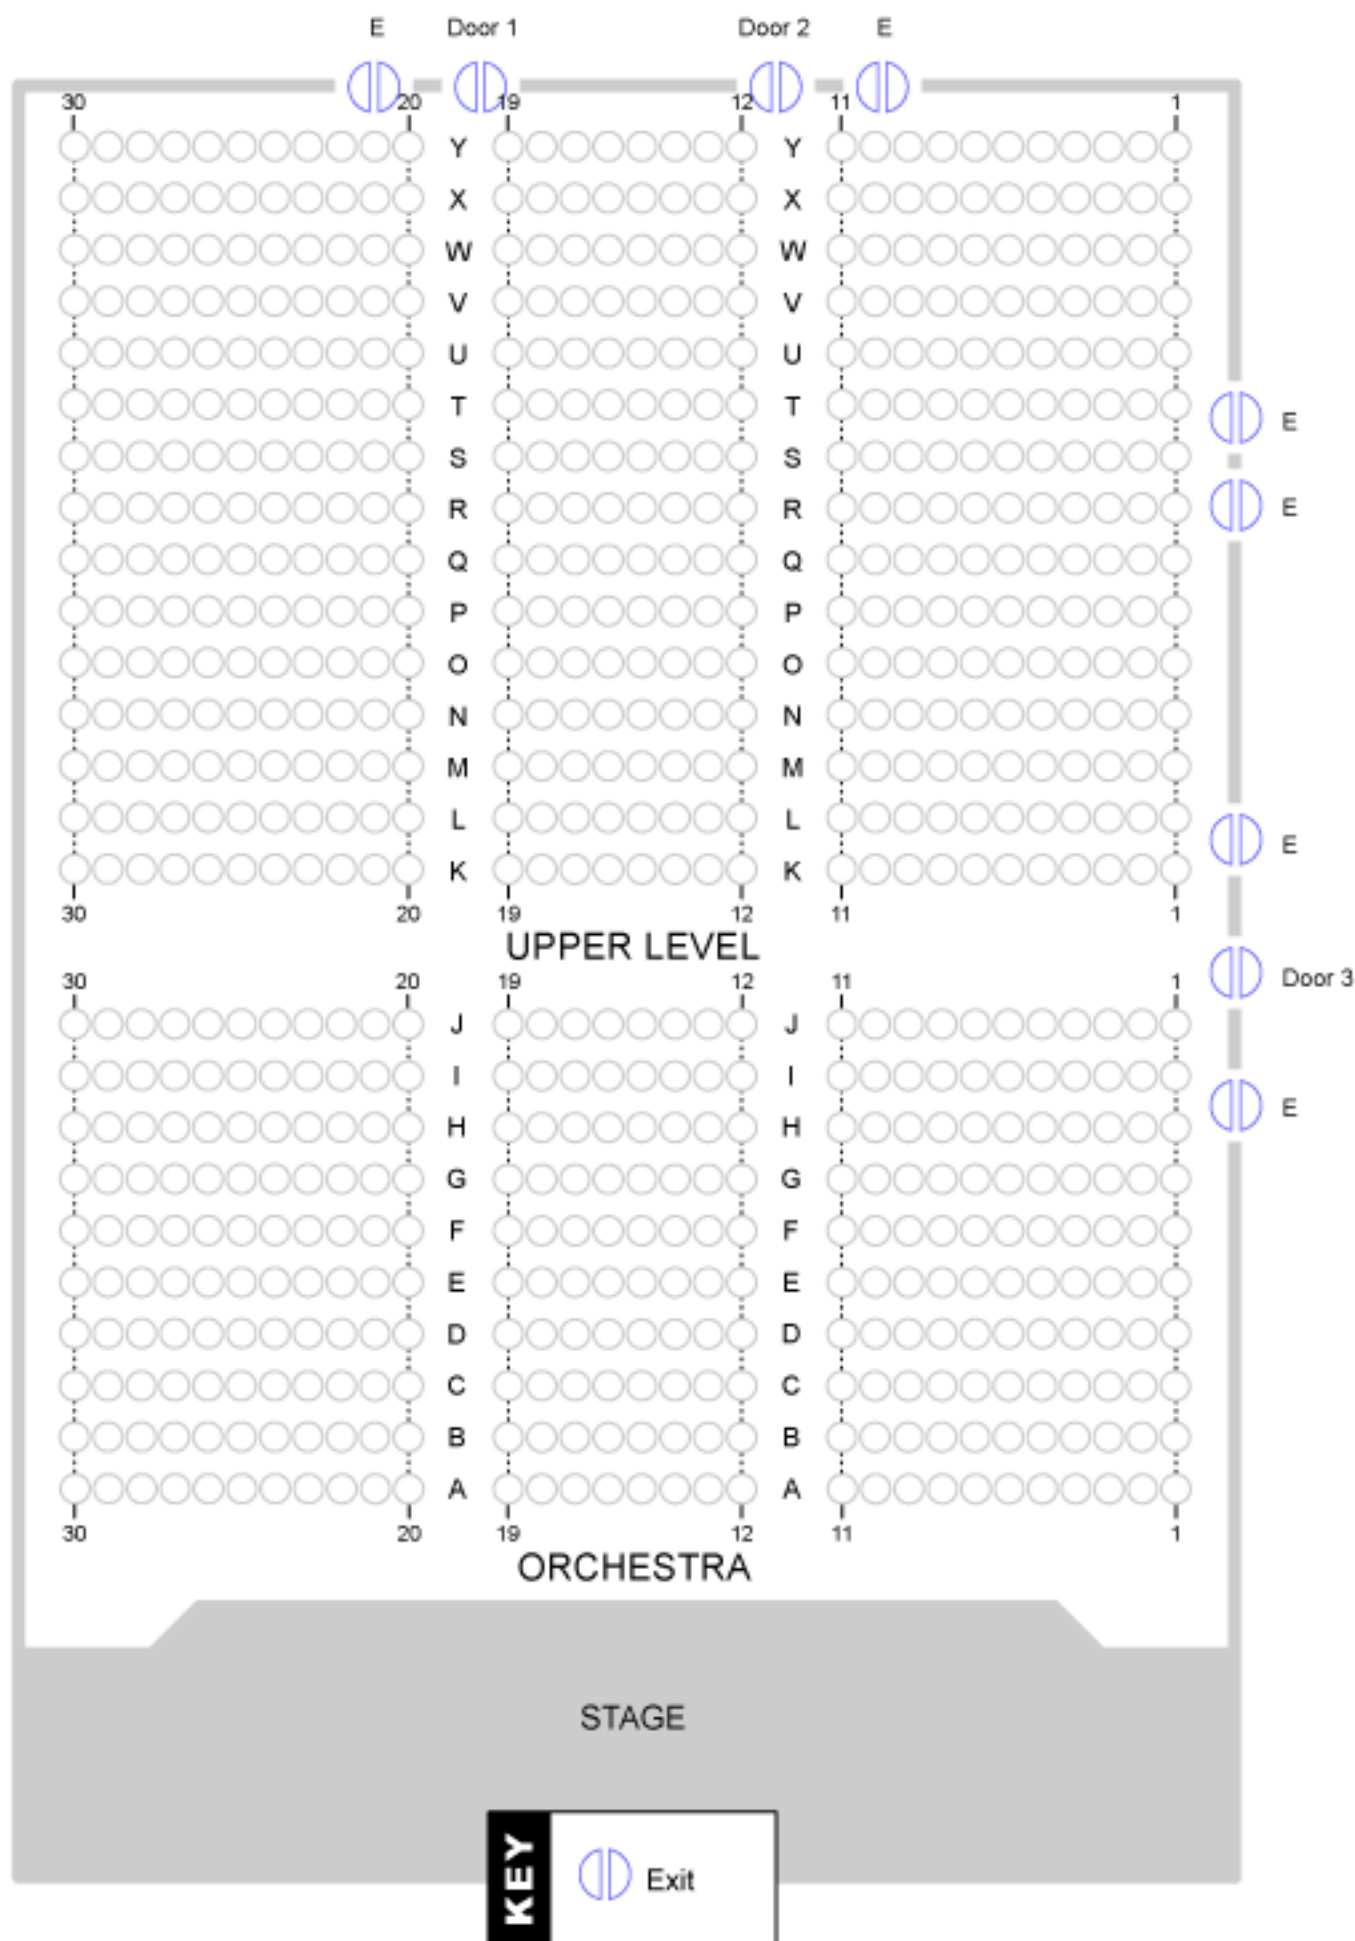 E Door 1 Door 2 E
30 20 19 12 11 1
Y Y
X X
W W
V V
U U
T T E
S S
R R E
Q Q
P P
O O
N N
M M
L L E
K K
30 20 19 12 11 1
UPPER LEVEL
30 20 19 12 11 1 Door 3
J J
I I
H H E
G G
F F
E E
D D
C C
B B
A A
30 20 19 12 11 1
ORCHESTRA
STAGE
KEY Exit